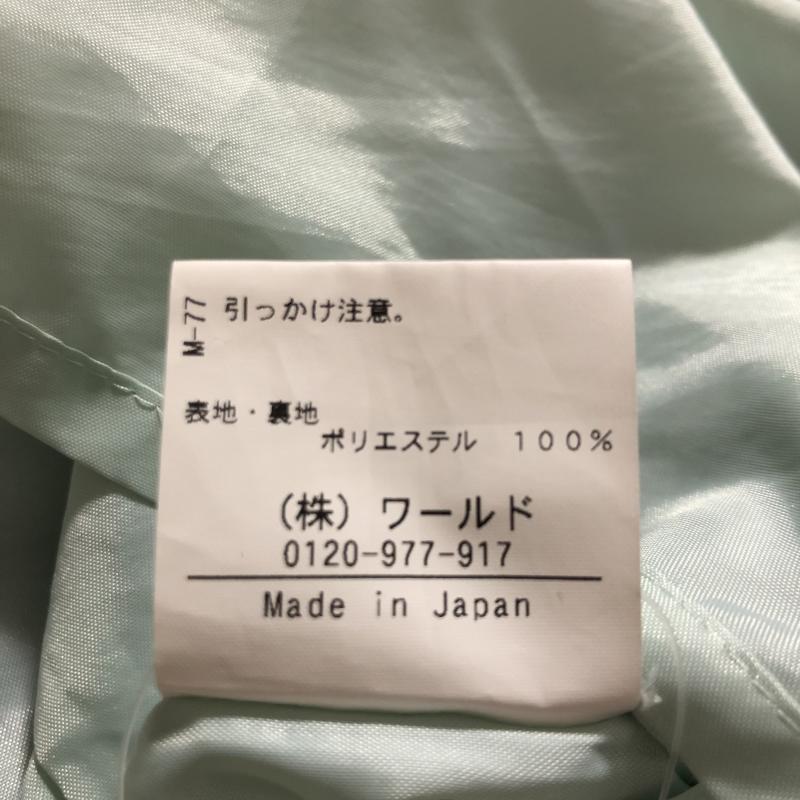 M-77
引っかけ注意。
表地・裏地
ポリエステル 100%
(株)ワールド
0120-977-917
Made in Japan